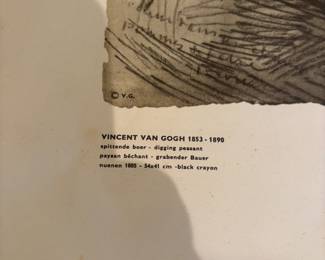 © V.G.
VINCENT VAN GOGH 1853 - 1890
spittende boer - digging peasant
paysan bêchant - grabender Bauer
nuenen 1885 - 54x41 cm -black crayon